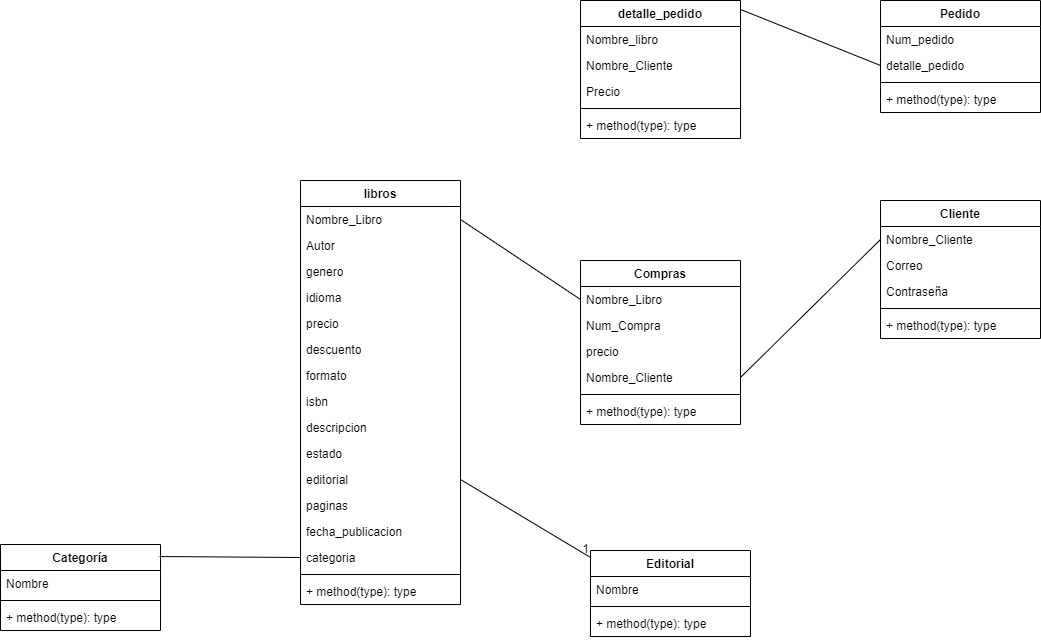 detalle_pedido
Nombre_libro
Nombre_Cliente
Precio
+ method(type): type
Pedido
Num_pedido
detalle_pedido
+ method(type): type
libros
Nombre_Libro
Autor
genero
idioma
precio
descuento
formato
isbn
descripcion
estado
editorial
paginas
fecha_publicacion
categoria
+ method(type): type
Compras
Nombre_Libro
Num_Compra
precio
Nombre_Cliente
+ method(type): type
Cliente
Nombre_Cliente
Correo
Contraseña
+ method(type): type
Categoría
Nombre
+ method(type): type
1
Editorial
Nombre
+ method(type): type